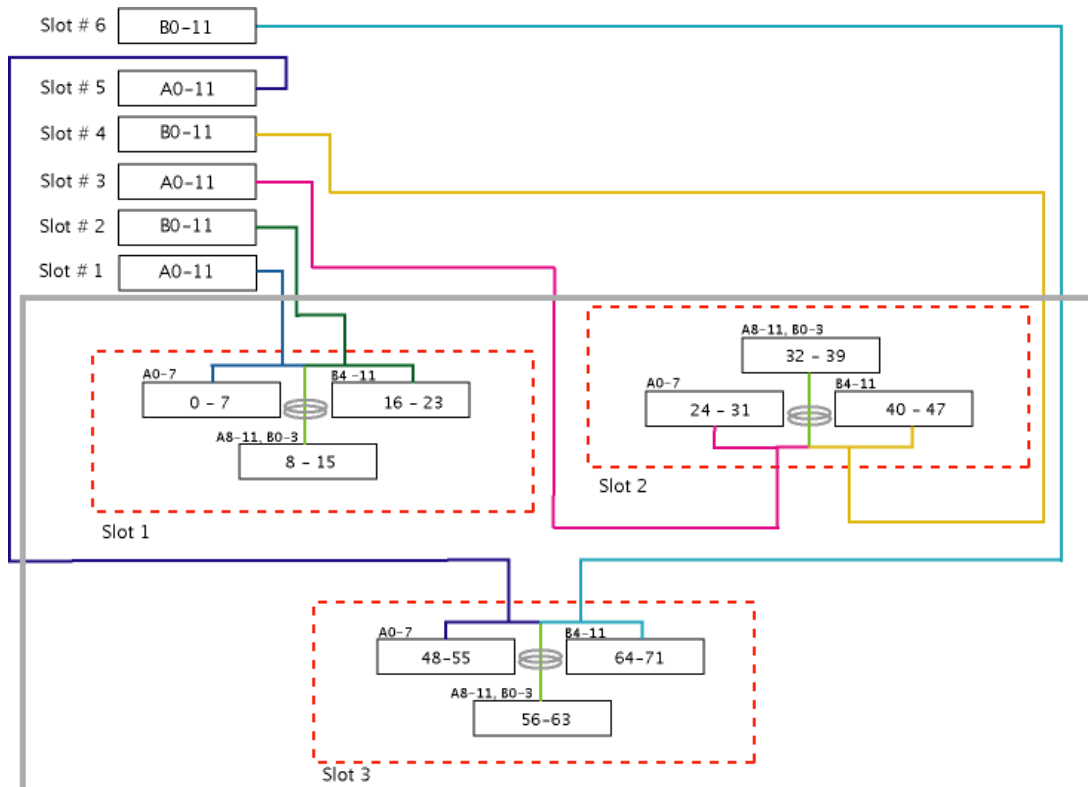 Slot # 6 B0-11
Slot # 5 A0-11
Slot # 4 B0-11
Slot # 3 A0-11
Slot # 2 B0-11
Slot # 1 A0-11
A0-7
B4 -11
0 - 7
16 - 23
A8-11, B0-3
8 - 15
Slot 1
A8-11, B0-3
32 - 39
A0-7
B4-11
24 - 31
40 - 47
Slot 2
A0-7
B4-11
48-55
64-71
A8-11, B0-3
56-63
Slot 3